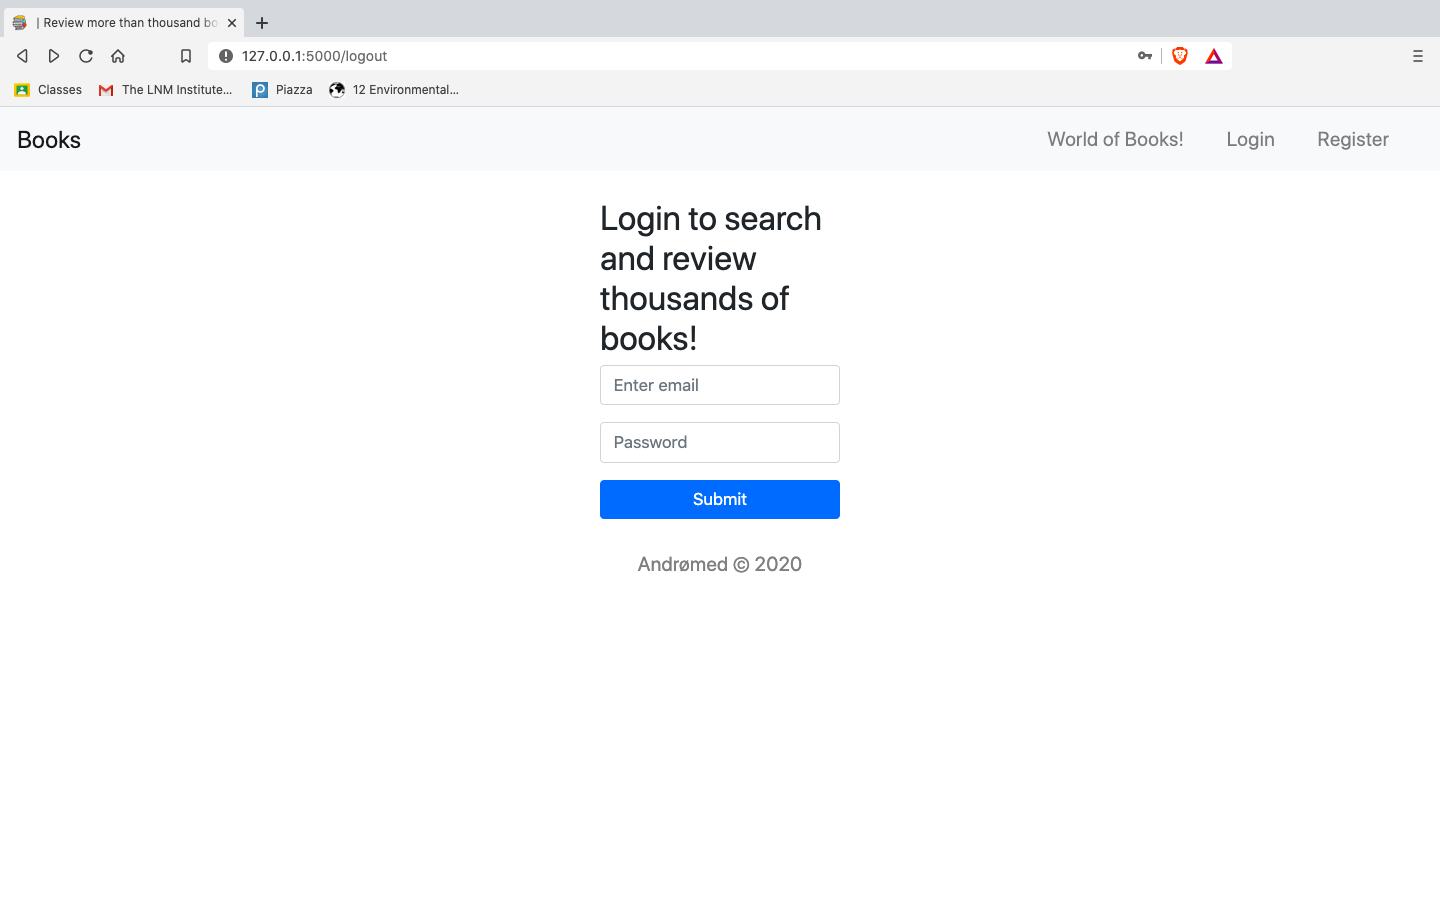 | Review more than thousand bo
127.0.0.1:5000/logout
Classes The LNM Institute... Piazza 12 Environmental...
Books World of Books! Login Register
Login to search
and review
thousands of
books!
Enter email
Password
Submit
Andrømed © 2020